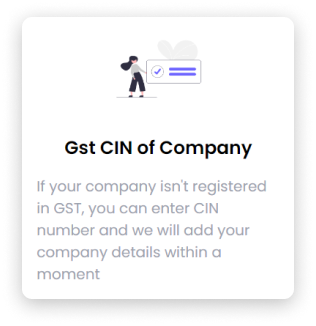 Gst CIN of Company
If your company isn't registered
in GST, you can enter CIN
number and we will add your
company details within a
moment